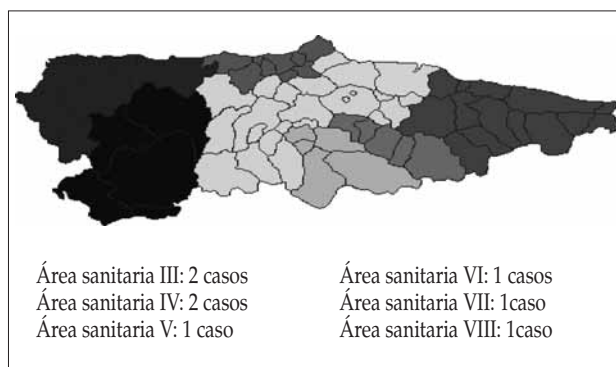 Área sanitaria III: 2 casos
Área sanitaria IV: 2 casos
Área sanitaria V: 1 caso
Área sanitaria VI: 1 casos
Área sanitaria VII: 1caso
Área sanitaria VIII: 1caso